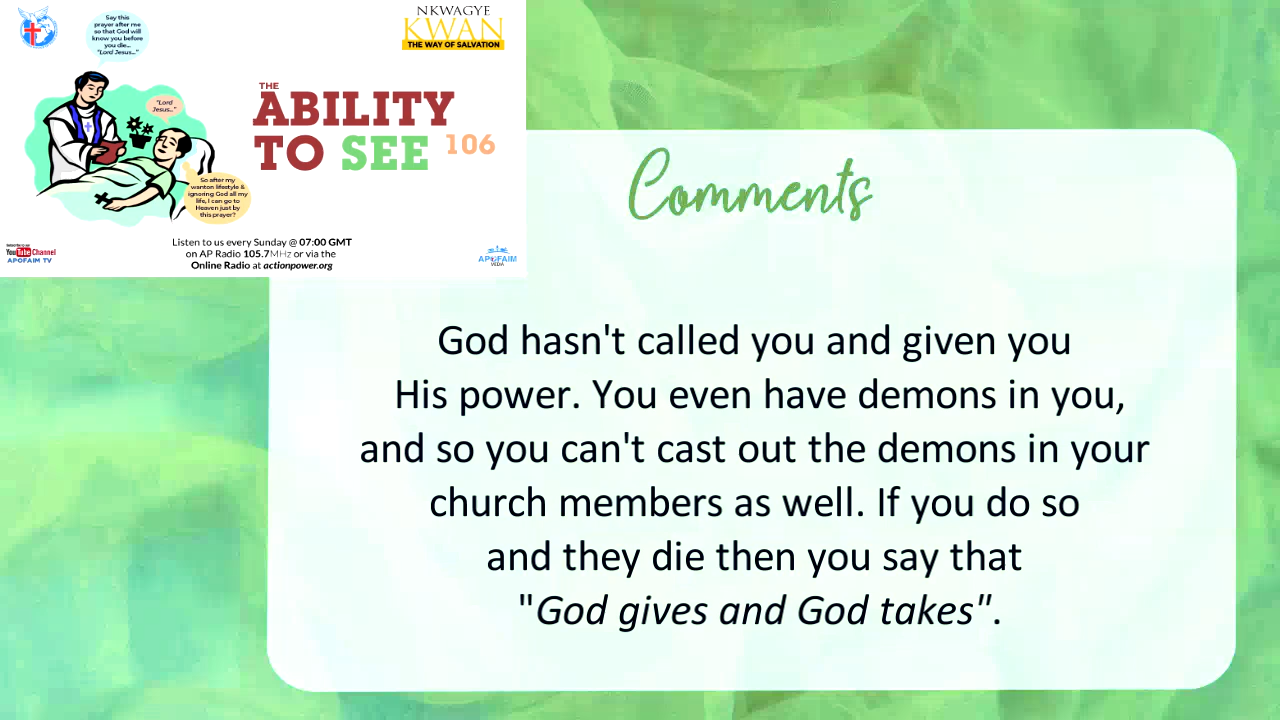 Say this
prayer after me
so that God will
know you before
you die...
"Lord Jesus..."
NKWAGYE
KWAN
THE WAY OF SALVATION
"Lord
Jesus..."
THE
ABILITY
TO SEE 106
So after my
wanton lifestyle &
ignoring God all my
life, I can go to
Heaven just by
this prayer?
Listen to us every Sunday @ 07:00 GMT
on AP Radio 105.7MHz or via the
Online Radio at actionpower.org
YouTube Channel
APOFAIM TV
APOFAIM
MEDIA
Comments
God hasn't called you and given you
His power. You even have demons in you,
and so you can't cast out the demons in your
church members as well. If you do so
and they die then you say that
"God gives and God takes".